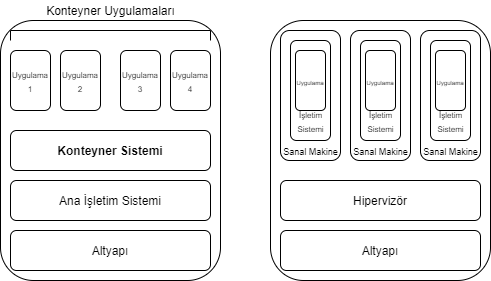 Konteyner Uygulamaları
Uygulama
1
Uygulama
2
Uygulama
3
Uygulama
4
Konteyner Sistemi
Ana İşletim Sistemi
Altyapı
Uygulama
İşletim
Sistemi
Sanal Makine
Uygulama
İşletim
Sistemi
Sanal Makine
Uygulama
İşletim
Sistemi
Sanal Makine
Hipervizör
Altyapı